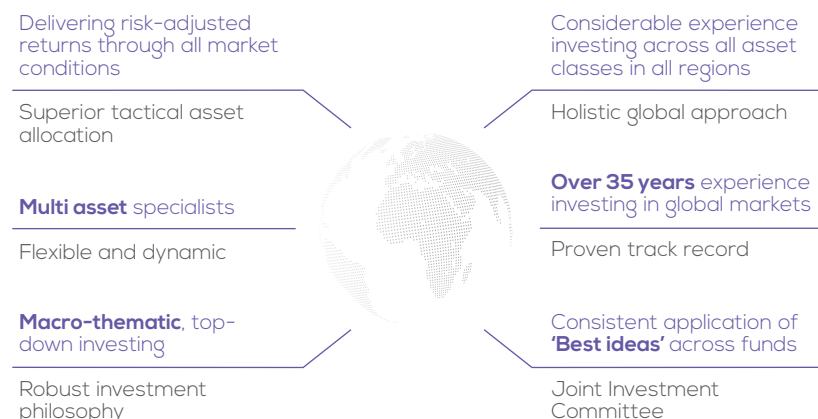 Delivering risk-adjusted
returns through all market
conditions
Superior tactical asset
allocation
Multi asset specialists
Flexible and dynamic
Macro-thematic, top-
down investing
Robust investment
philosophy
Considerable experience
investing across all asset
classes in all regions
Holistic global approach
Over 35 years experience
investing in global markets
Proven track record
Consistent application of
‘Best ideas’ across funds
Joint Investment
Committee